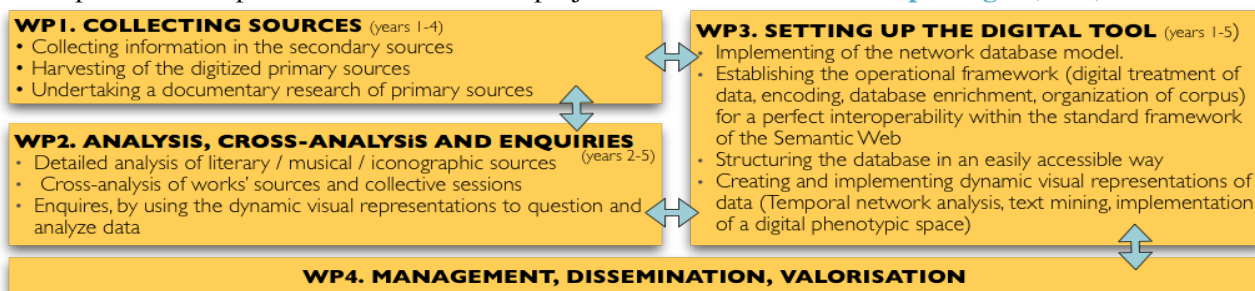 WP1. COLLECTING SOURCES (years 1-4)
• Collecting information in the secondary sources
• Harvesting of the digitized primary sources
• Undertaking a documentary research of primary sources
WP2. ANALYSIS, CROSS-ANALYSiS AND ENQUIRIES
(years 2-5)
• Detailed analysis of literary / musical / iconographic sources
• Cross-analysis of works' sources and collective sessions
• Enquires, by using the dynamic visual representations to question and
analyze data
WP3. SETTING UP THE DIGITAL TOOL (years 1-5)
• Implementing of the network database model.
• Establishing the operational framework (digital treatment of
data, encoding, database enrichment, organization of corpus)
for a perfect interoperability within the standard framework
of the Semantic Web
• Structuring the database in an easily accessible way
• Creating and implementing dynamic visual representations of
data (Temporal network analysis, text mining, implementation
of a digital phenotypic space)
WP4. MANAGEMENT, DISSEMINATION, VALORISATION